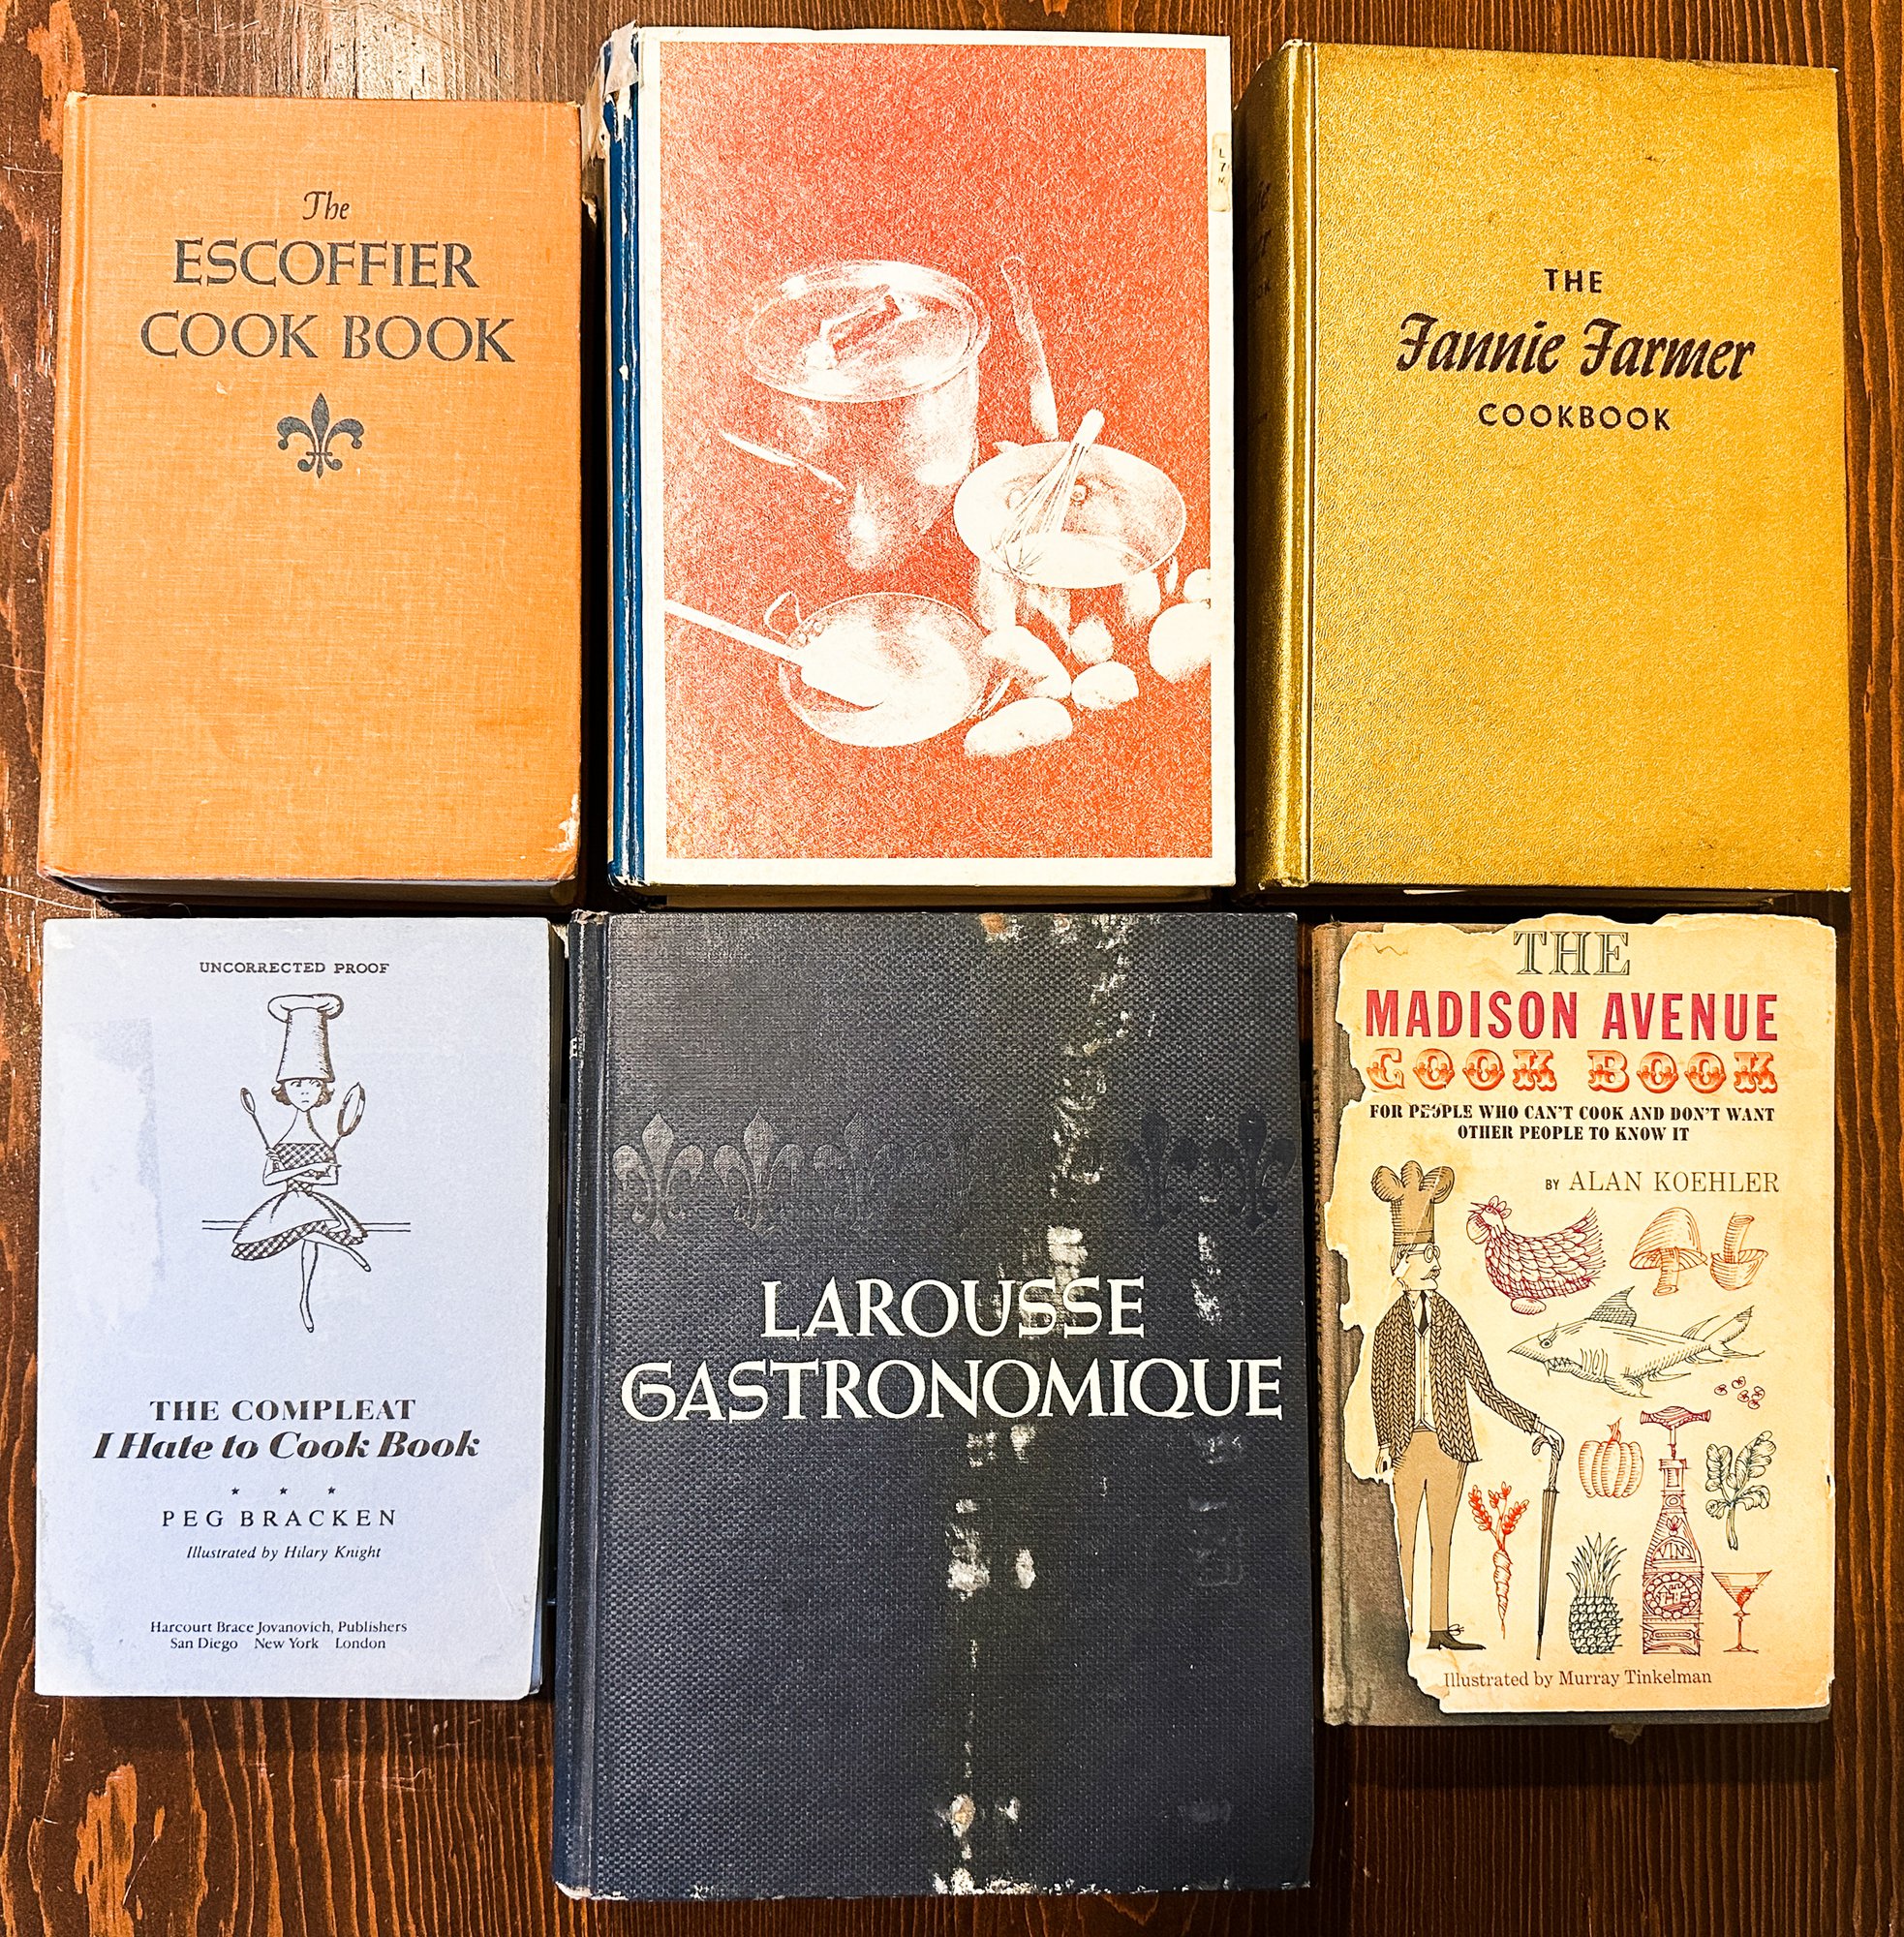 The
ESCOFFIER
COOK BOOK
L
7
THE
Fannie Farmer
COOKBOOK
UNCORRECTED PROOF
THE COMPLEAT
I Hate to Cook Book
PEG BRACKEN
Illustrated by Hilary Knight
Harcourt Brace Jovanovich, Publishers
San Diego New York London
LAROUSSE
GASTRONOMIQUE
THE
MADISON AVENUE
COOK BOOK
FOR PEOPLE WHO CAN'T COOK AND DON'T WANT
OTHER PEOPLE TO KNOW IT
BY ALAN KOEHLER
VIN
Illustrated by Murray Tinkelman